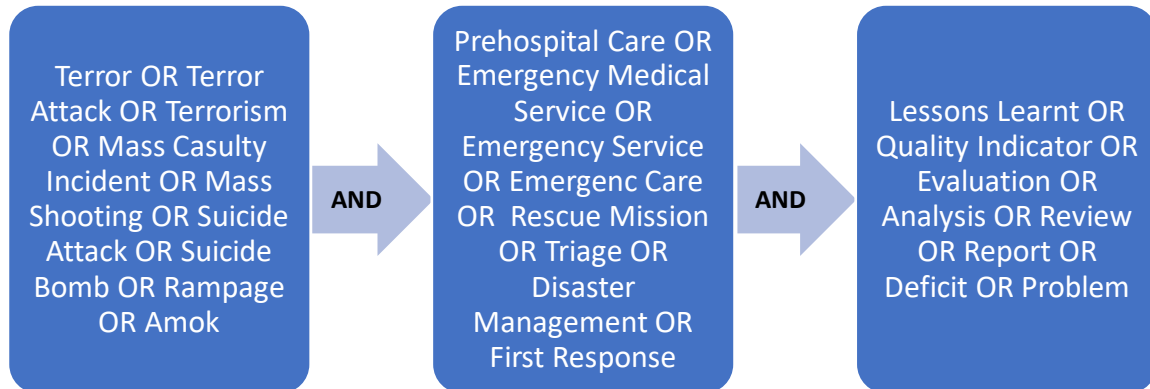 Terror OR Terror
Attack OR Terrorism
OR Mass Casulty
Incident OR Mass
Shooting OR Suicide
Attack OR Suicide
Bomb OR Rampage
OR Amok
AND
Prehospital Care OR
Emergency Medical
Service OR
Emergency Service
OR Emergenc Care
OR Rescue Mission
OR Triage OR
Disaster
Management OR
First Response
AND
Lessons Learnt OR
Quality Indicator OR
Evaluation OR
Analysis OR Review
OR Report OR
Deficit OR Problem